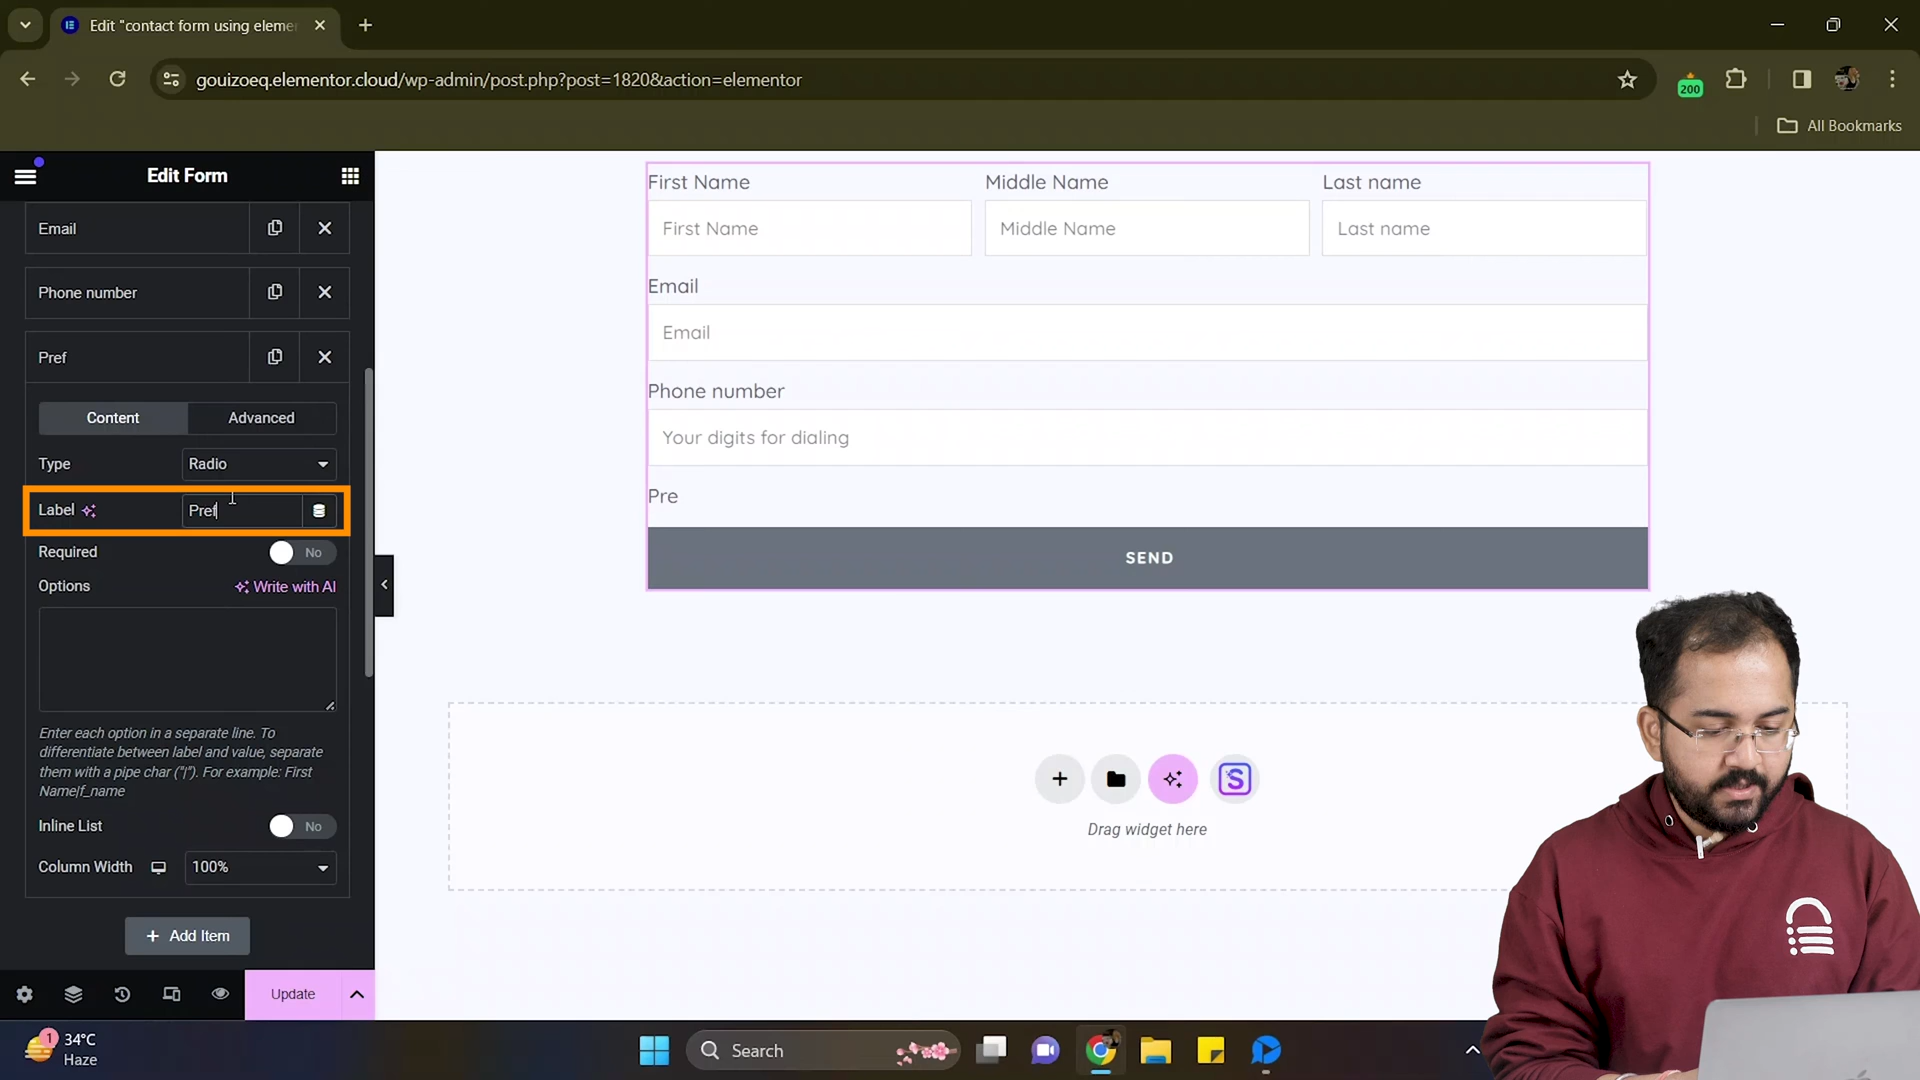 Edit "contact form using eleme
gouizoeq.elementor.cloud/wp-admin/post.php?post=1820&action=elementor
200
All Bookmarks
Edit Form
Email
Phone number
Pref
Content
Advanced
Type
Radio
Label
Pref
Required
No
Options
Write with AI
Enter each option in a separate line. To
differentiate between label and value, separate
them with a pipe char ("|"). For example: First
Name|f_name
Inline List
No
Column Width
100%
+ Add Item
Update
First Name
Middle Name
Last name
First Name
Middle Name
Last name
Email
Email
Phone number
Your digits for dialing
Pre
SEND
Drag widget here
1
34°C
Haze
Search